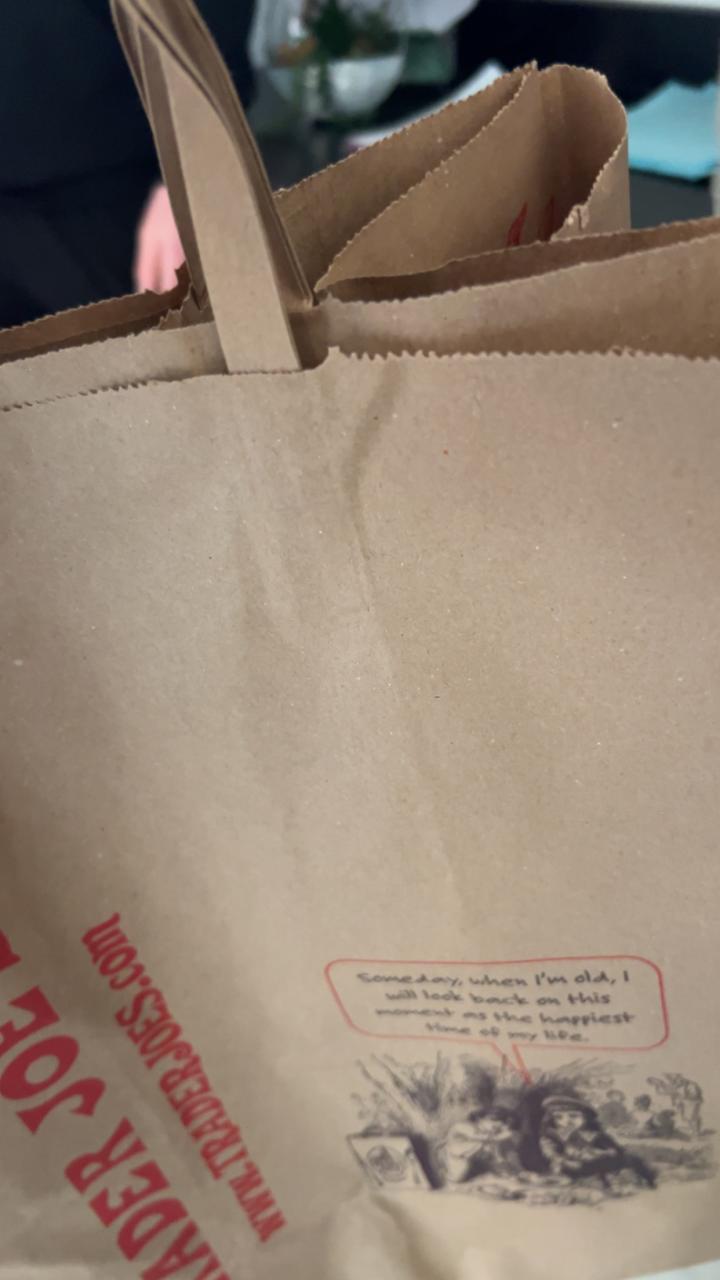 Someday, when I'm old, I
will look back on this
moment as the happiest
time of my life.
WWW.TRADERJOES.com
RADER JOE